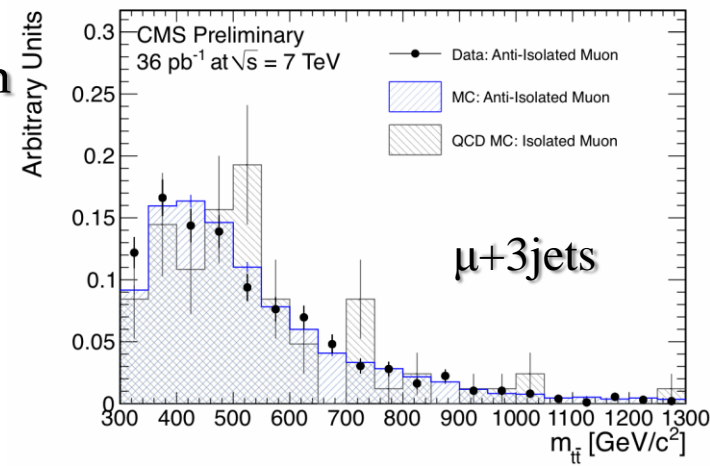 n
CMS Preliminary
36 pb⁻¹ at √s = 7 TeV
Data: Anti-Isolated Muon
MC: Anti-Isolated Muon
QCD MC: Isolated Muon
μ+3jets
Arbitrary Units
0.3
0.25
0.2
0.15
0.1
0.05
0
300 400 500 600 700 800 900 1000 1100 1200 1300
m_{tt̄} [GeV/c²]